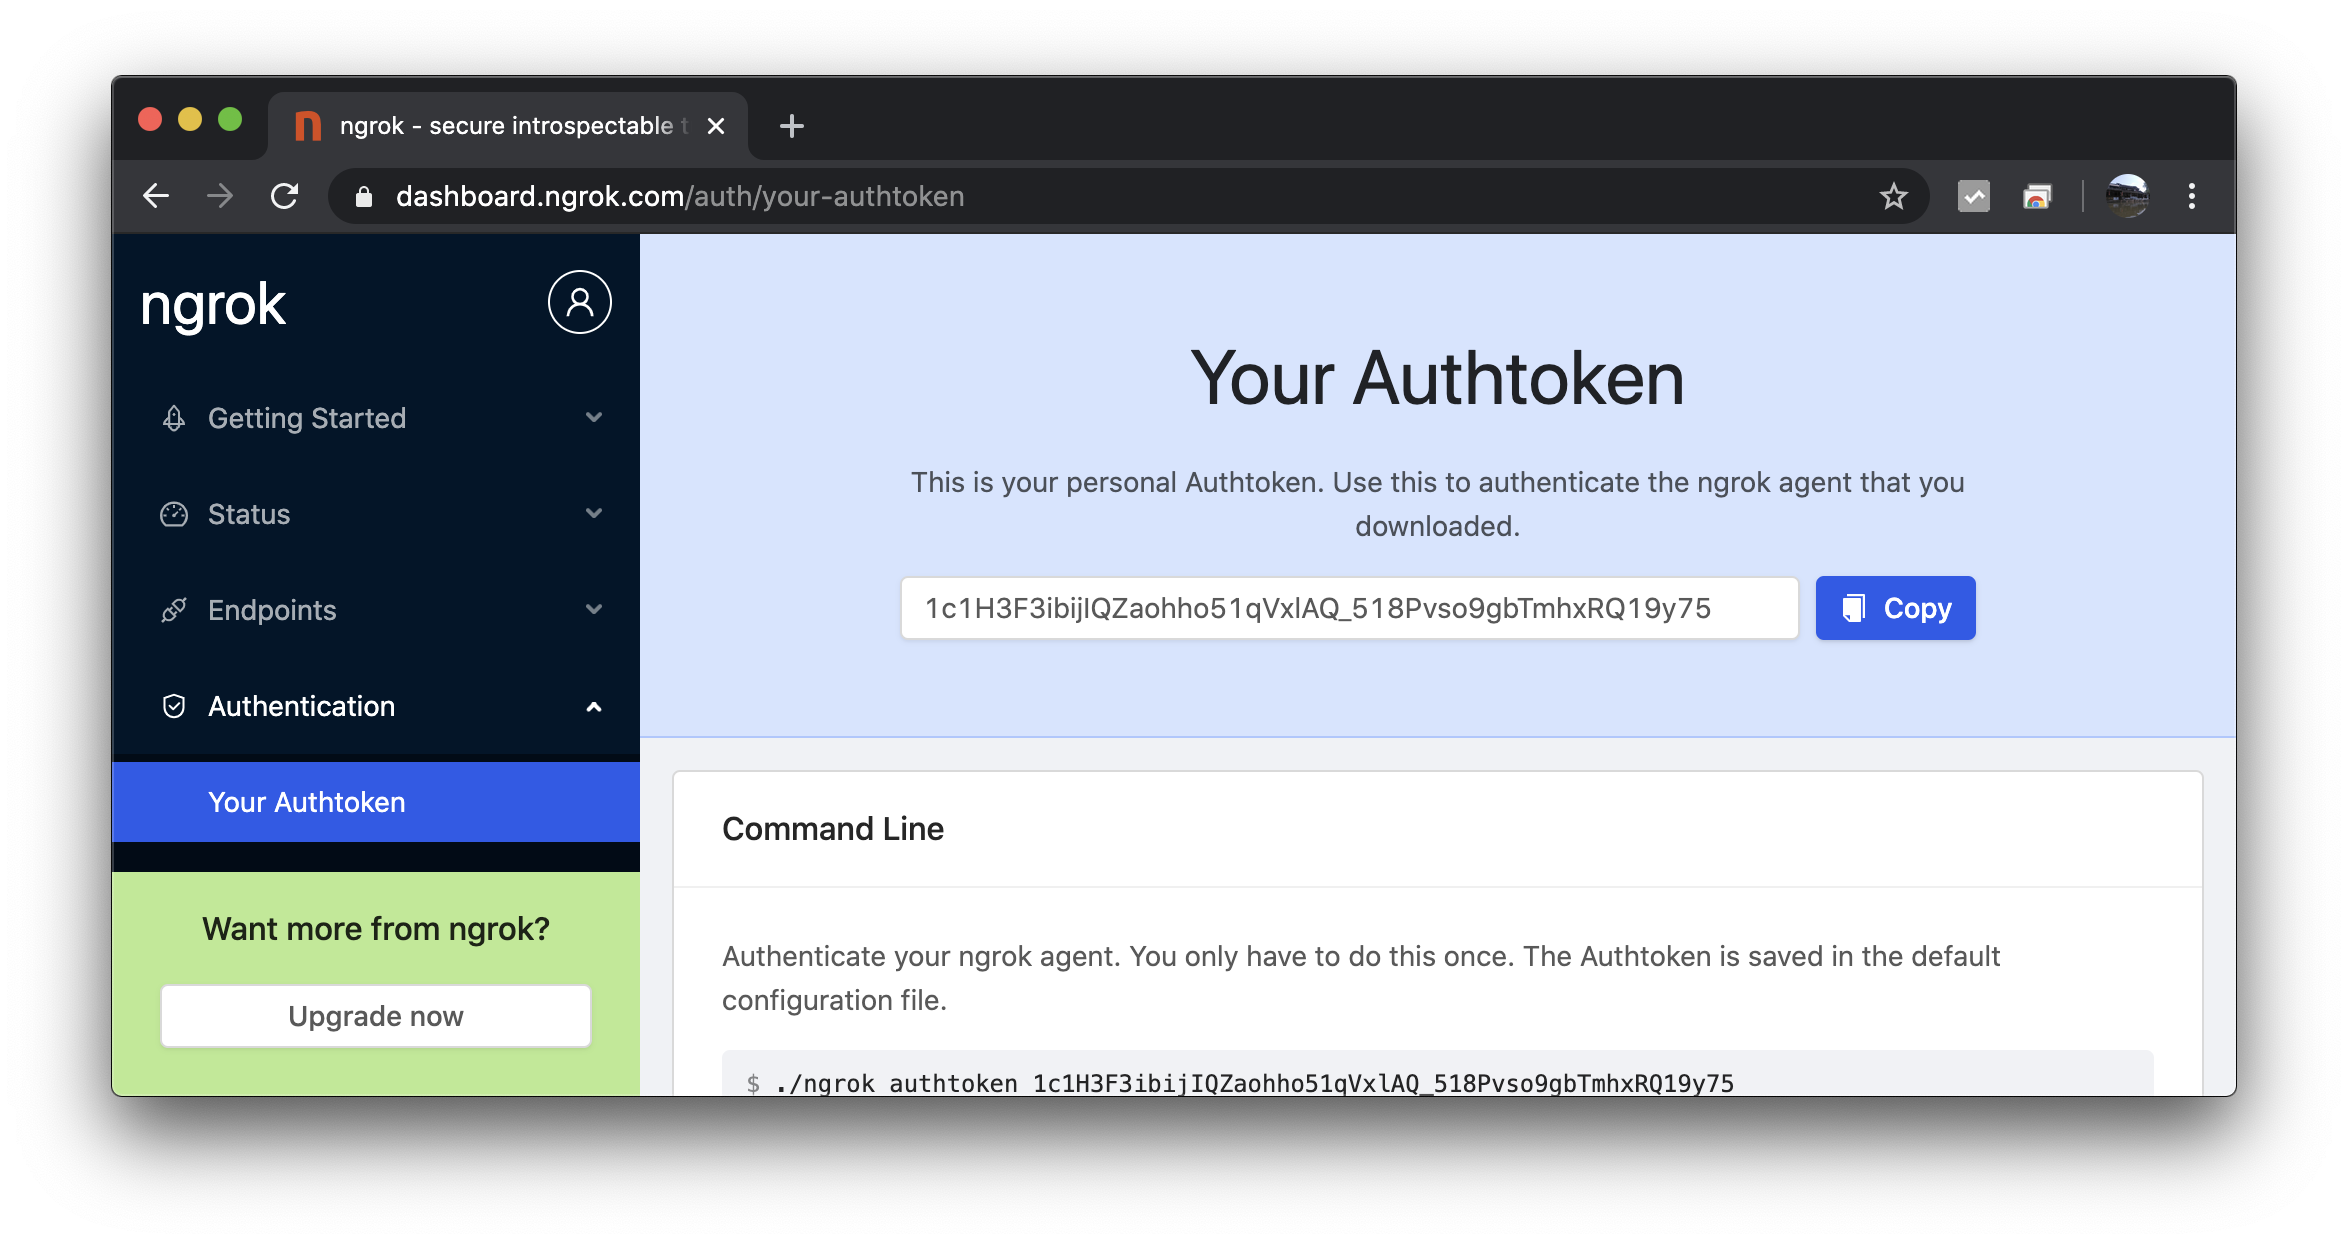 ngrok - secure introspectable t
dashboard.ngrok.com/auth/your-authtoken
ngrok
Getting Started
Status
Endpoints
Authentication
Your Authtoken
Want more from ngrok?
Upgrade now
Your Authtoken
This is your personal Authtoken. Use this to authenticate the ngrok agent that you
downloaded.
1c1H3F3ibijIQZaohho51qVxlAQ_518Pvso9gbTmhxRQ19y75
Copy
Command Line
Authenticate your ngrok agent. You only have to do this once. The Authtoken is saved in the default
configuration file.
$ ./ngrok authtoken 1c1H3F3ibijIQZaohho51qVxlAQ_518Pvso9gbTmhxRQ19y75